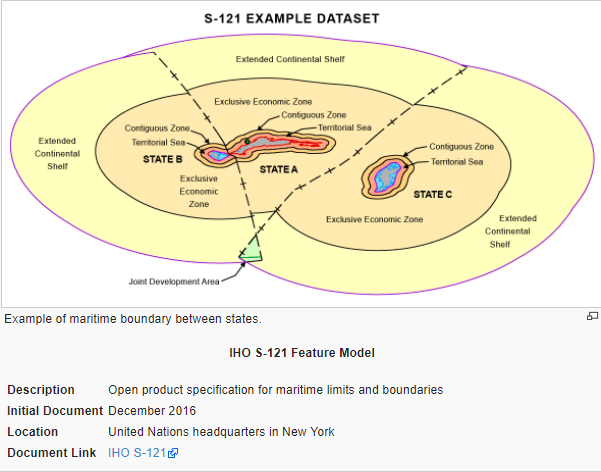 S-121 EXAMPLE DATASET
Extended Continental Shelf
Exclusive Economic Zone
Contiguous Zone
Territorial Sea
Contiguous Zone
Territorial Sea
STATE B
STATE A
Extended
Continental
Shelf
Exclusive
Economic
Zone
Contiguous Zone
Territorial Sea
STATE C
Exclusive Economic Zone
Extended
Continental
Shelf
Joint Development Area
Example of maritime boundary between states.
IHO S-121 Feature Model
Description Open product specification for maritime limits and boundaries
Initial Document December 2016
Location United Nations headquarters in New York
Document Link IHO S-121